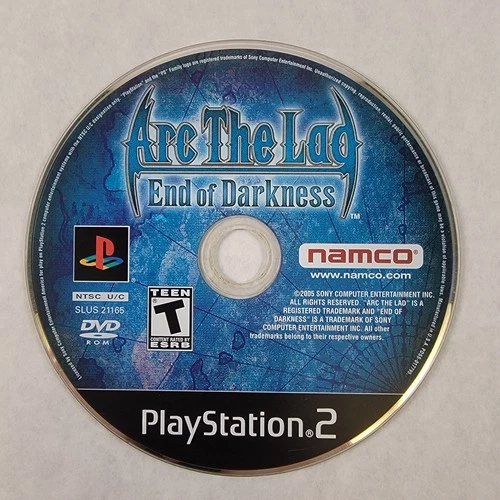 Arc The Lad
End of Darkness™
NTSC U/C
SLUS 21165
DVD
ROM
TEEN
T
CONTENT RATED BY
ESRB
namco®
www.namco.com
©2005 SONY COMPUTER ENTERTAINMENT INC.
ALL RIGHTS RESERVED. "ARC THE LAD" IS A
REGISTERED TRADEMARK AND "END OF
DARKNESS" IS A TRADEMARK OF SONY
COMPUTER ENTERTAINMENT INC. All other
trademarks belong to their respective owners.
PlayStation®2